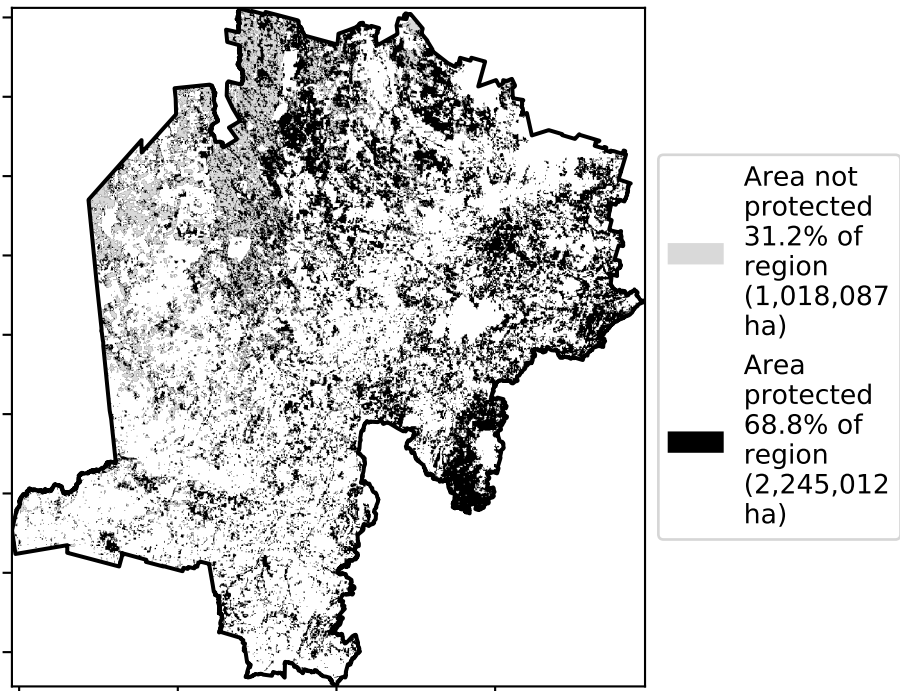 Area not
protected
31.2% of
region
(1,018,087
ha)
Area
protected
68.8% of
region
(2,245,012
ha)